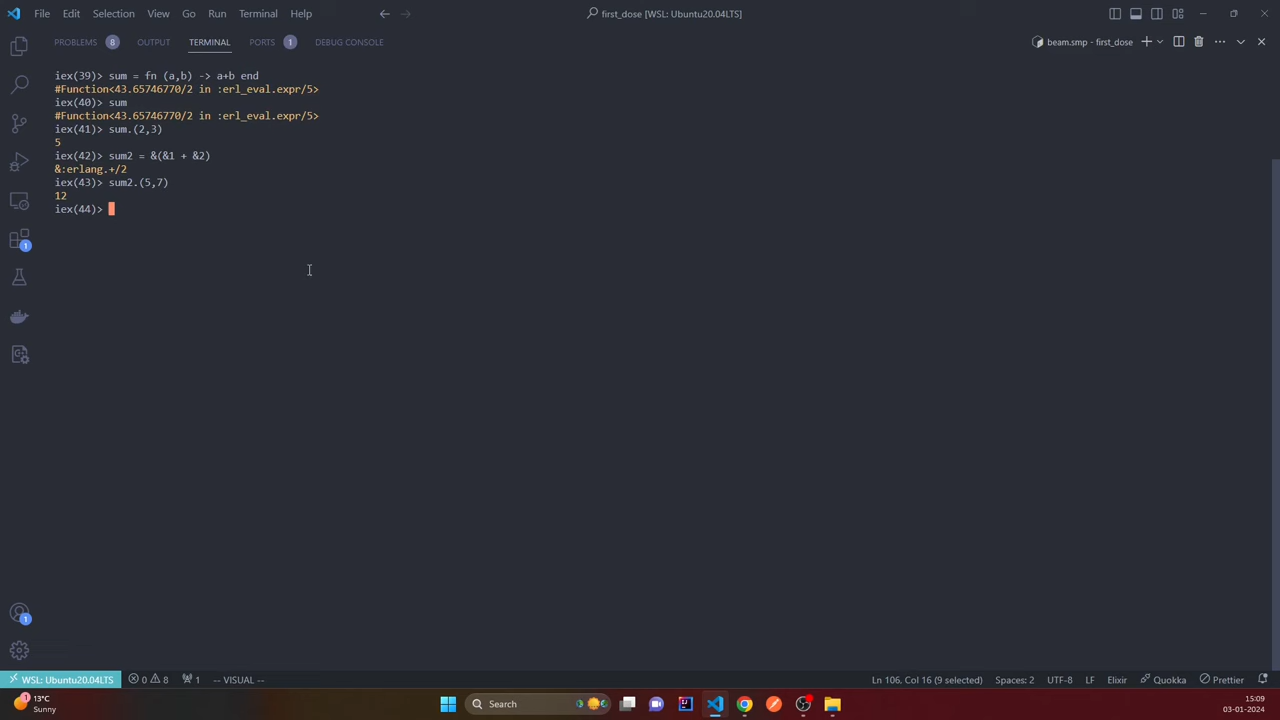 File Edit Selection View Go Run Terminal Help
first_dose [WSL: Ubuntu20.04LTS]
PROBLEMS 8 OUTPUT TERMINAL PORTS 1 DEBUG CONSOLE
beam.smp - first_dose
iex(39)> sum = fn (a,b) -> a+b end
#Function<43.65746770/2 in :erl_eval.expr/5>
iex(40)> sum
#Function<43.65746770/2 in :erl_eval.expr/5>
iex(41)> sum.(2,3)
5
iex(42)> sum2 = &(&1 + &2)
&:erlang.+/2
iex(43)> sum2.(5,7)
12
iex(44)>
1
1
WSL: Ubuntu20.04LTS 0 8 1 -- VISUAL --
Ln 106, Col 16 (9 selected) Spaces: 2 UTF-8 LF Elixir Quokka Prettier
1
13°C
Sunny
Search
15:09
03-01-2024